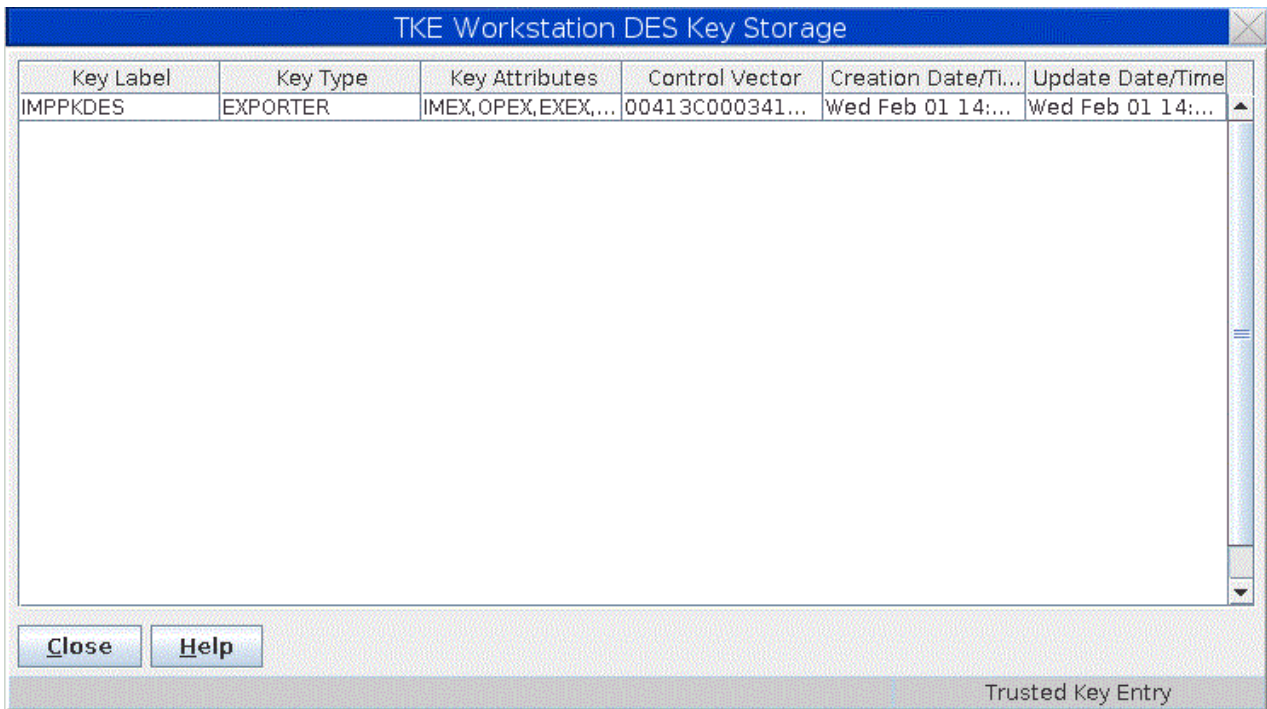 TKE Workstation DES Key Storage
Key Label Key Type Key Attributes Control Vector Creation Date/Ti... Update Date/Time
IMPPKDES EXPORTER IMEX,OPEX,EXEX,... 00413C000341... Wed Feb 01 14:... Wed Feb 01 14:...
Close Help
Trusted Key Entry